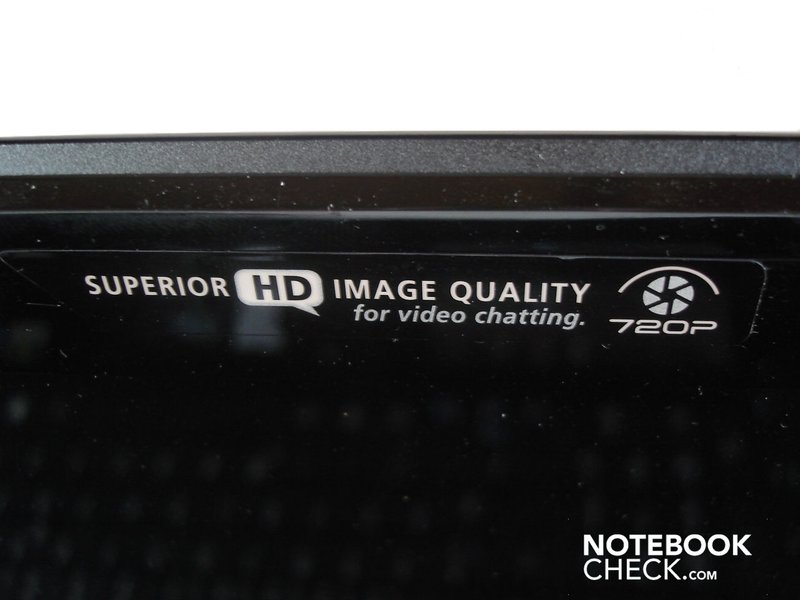 SUPERIOR HD IMAGE QUALITY
for video chatting.
720P
NOTEBOOK
CHECK.COM